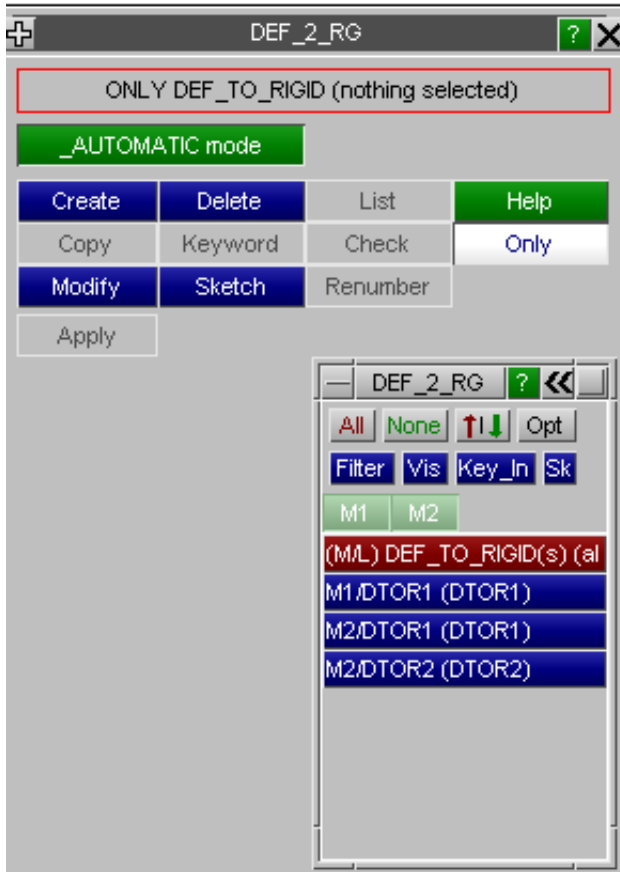 DEF_2_RG ?
ONLY DEF_TO_RIGID (nothing selected)
_AUTOMATIC mode
Create Delete List Help
Copy Keyword Check Only
Modify Sketch Renumber
Apply
DEF_2_RG ?
All None Opt
Filter Vis Key_In Sk
M1 M2
(M/L) DEF_TO_RIGID(s) (al
M1/DTOR1 (DTOR1)
M2/DTOR1 (DTOR1)
M2/DTOR2 (DTOR2)